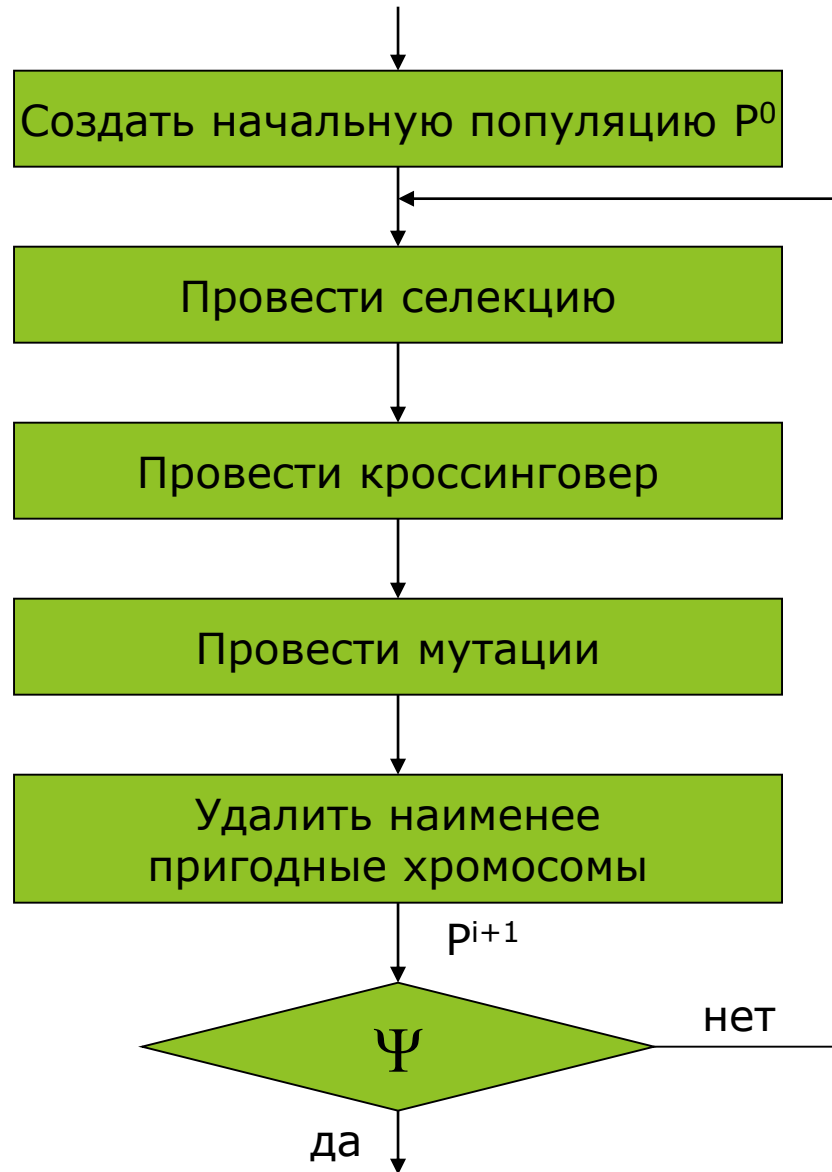 Создать начальную популяцию P⁰
Провести селекцию
Провести кроссинговер
Провести мутации
Удалить наименее
пригодные хромосомы
Pⁱ⁺¹
Ψ
нет
да